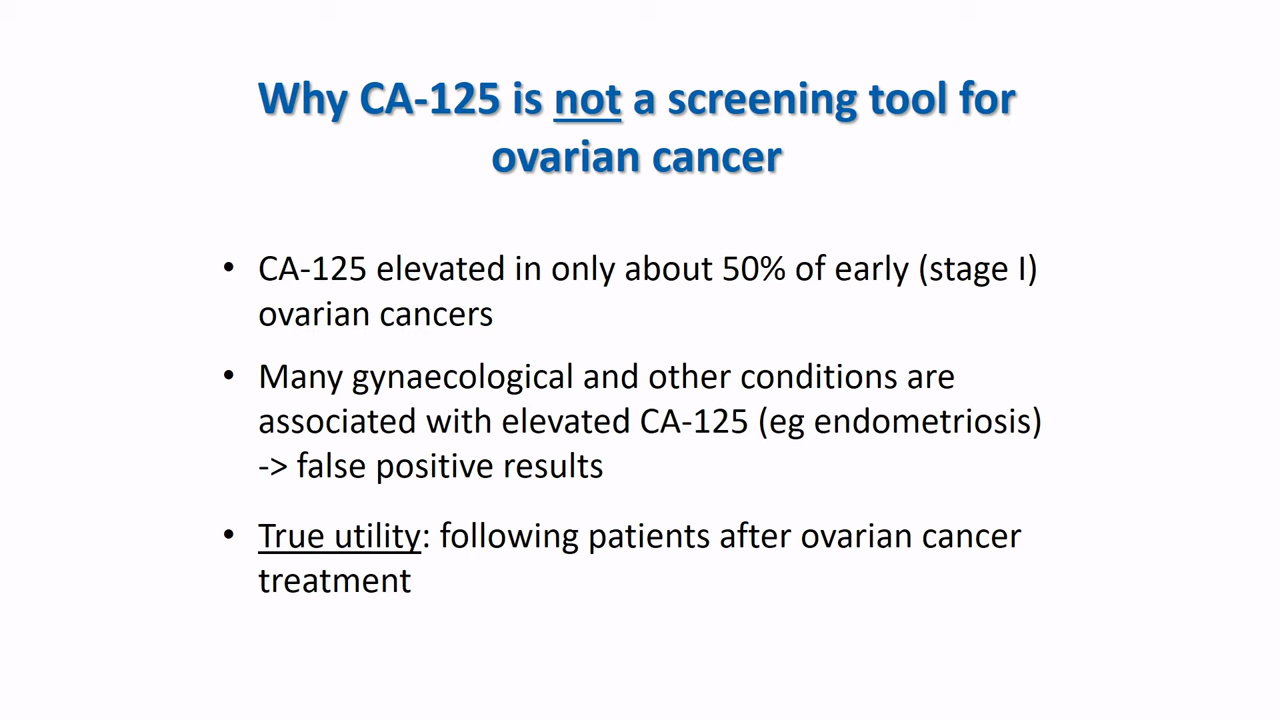 Why CA-125 is not a screening tool for
ovarian cancer
• CA-125 elevated in only about 50% of early (stage I)
ovarian cancers
• Many gynaecological and other conditions are
associated with elevated CA-125 (eg endometriosis)
-> false positive results
• True utility: following patients after ovarian cancer
treatment